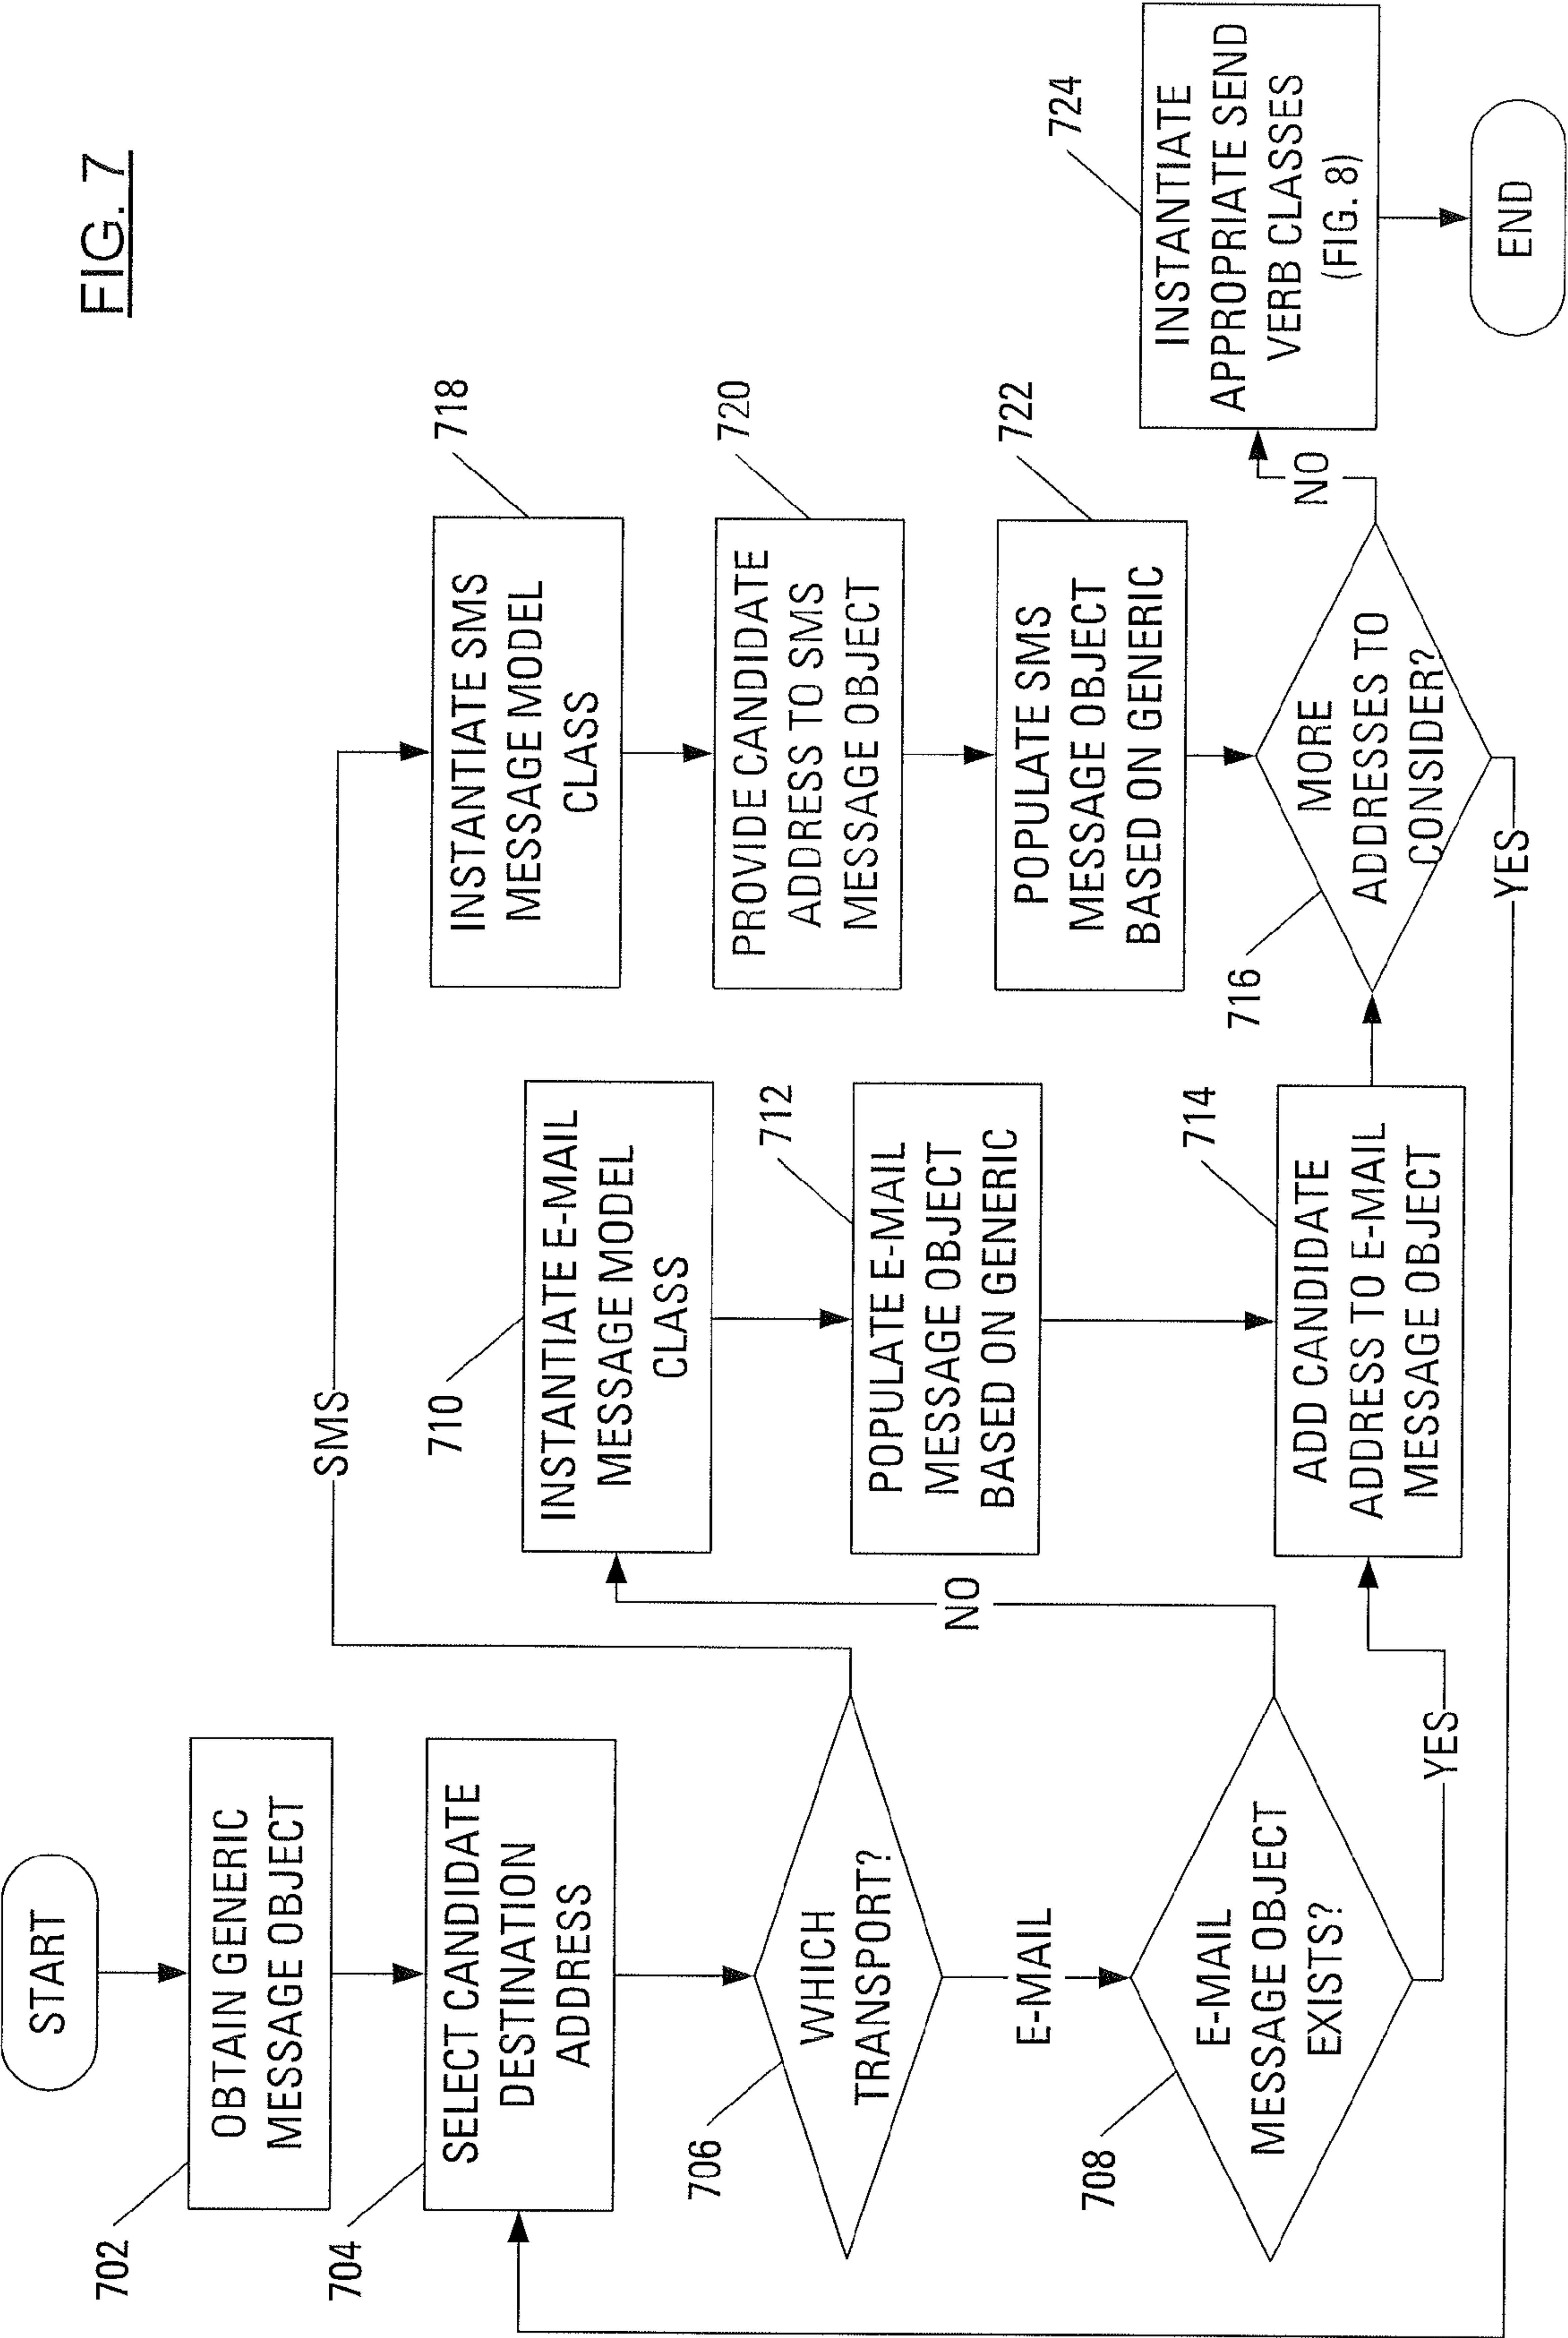 FIG. 7
START
702
OBTAIN GENERIC
MESSAGE OBJECT
704
SELECT CANDIDATE
DESTINATION
ADDRESS
706
WHICH
TRANSPORT?
SMS
E-MAIL
708
E-MAIL
MESSAGE OBJECT
EXISTS?
NO
YES
710
INSTANTIATE E-MAIL
MESSAGE MODEL
CLASS
712
POPULATE E-MAIL
MESSAGE OBJECT
BASED ON GENERIC
714
ADD CANDIDATE
ADDRESS TO E-MAIL
MESSAGE OBJECT
718
INSTANTIATE SMS
MESSAGE MODEL
CLASS
720
PROVIDE CANDIDATE
ADDRESS TO SMS
MESSAGE OBJECT
722
POPULATE SMS
MESSAGE OBJECT
BASED ON GENERIC
716
MORE
ADDRESSES TO
CONSIDER?
NO
YES
724
INSTANTIATE
APPROPRIATE SEND
VERB CLASSES
(FIG. 8)
END